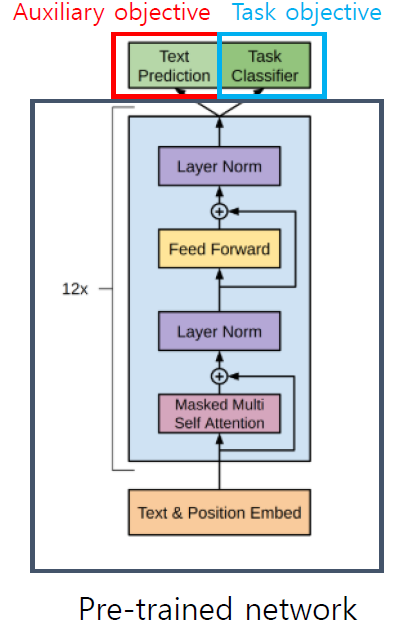 Auxiliary objective Task objective
Text
Prediction
Task
Classifier
Layer Norm
Feed Forward
12x
Layer Norm
Masked Multi
Self Attention
Text & Position Embed
Pre-trained network